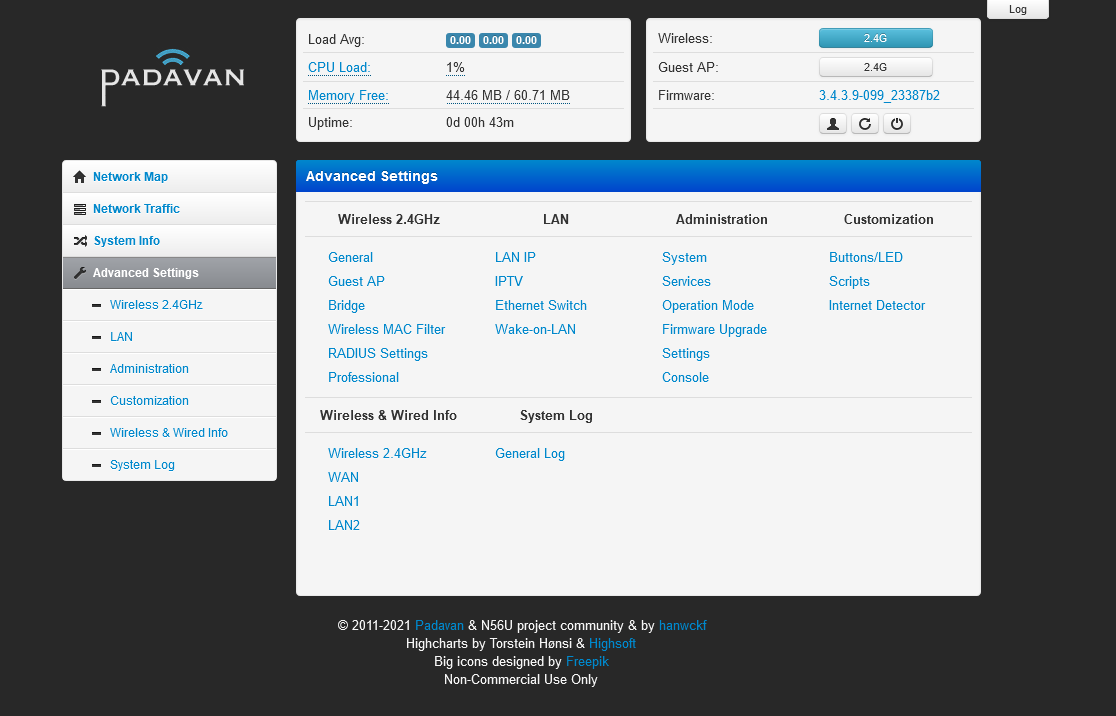 Log
PADAVAN
Load Avg: 0.00 0.00 0.00
CPU Load: 1%
Memory Free: 44.46 MB / 60.71 MB
Uptime: 0d 00h 43m
Wireless: 2.4G
Guest AP: 2.4G
Firmware: 3.4.3.9-099_23387b2
Network Map
Network Traffic
System Info
Advanced Settings
Wireless 2.4GHz
LAN
Administration
Customization
Wireless & Wired Info
System Log
Advanced Settings
Wireless 2.4GHz LAN Administration Customization
General LAN IP System Buttons/LED
Guest AP IPTV Services Scripts
Bridge Ethernet Switch Operation Mode Internet Detector
Wireless MAC Filter Wake-on-LAN Firmware Upgrade
RADIUS Settings Settings
Professional Console
Wireless & Wired Info System Log
Wireless 2.4GHz General Log
WAN
LAN1
LAN2
© 2011-2021 Padavan & N56U project community & by hanwckf
Highcharts by Torstein Hønsi & Highsoft
Big icons designed by Freepik
Non-Commercial Use Only